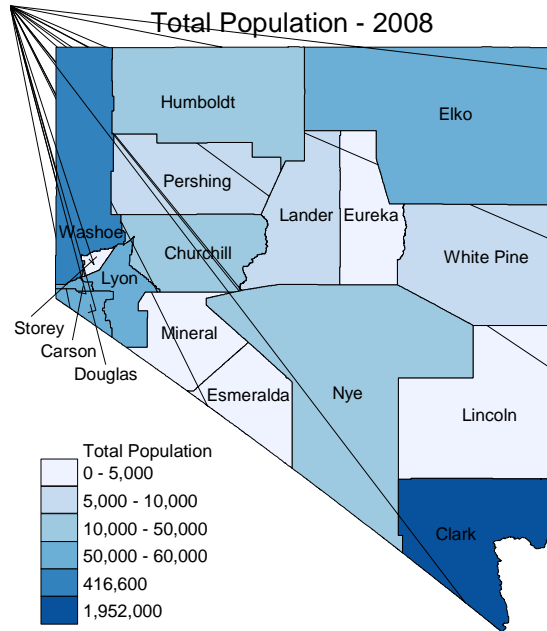 Total Population - 2008
Humboldt
Elko
Pershing
Lander
Eureka
Washoe
Churchill
White Pine
Lyon
Storey
Mineral
Carson
Douglas
Esmeralda
Nye
Lincoln
Total Population
0 - 5,000
5,000 - 10,000
10,000 - 50,000
50,000 - 60,000
416,600
1,952,000
Clark